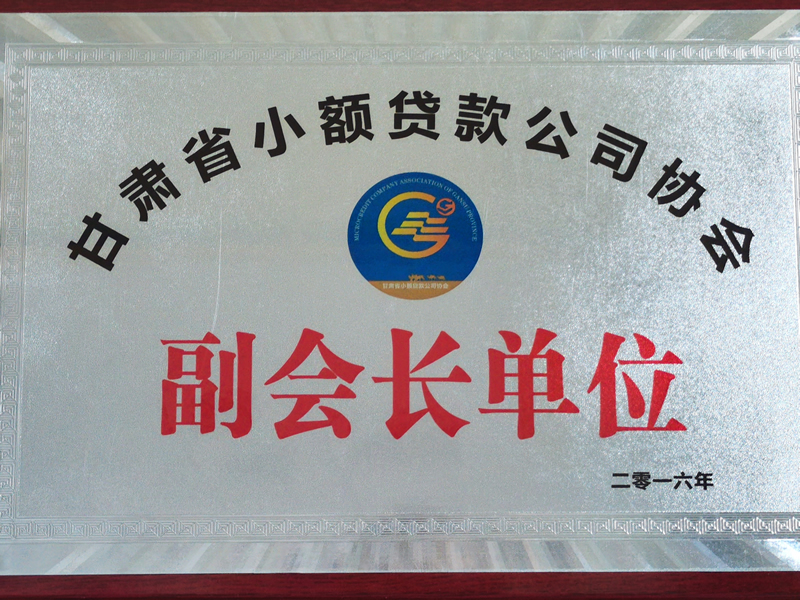 甘肃省小额贷款公司协会
MICROCREDIT COMPANY ASSOCIATION OF GANSU PROVINCE
甘肃省小额贷款公司协会
副会长单位
二零一六年